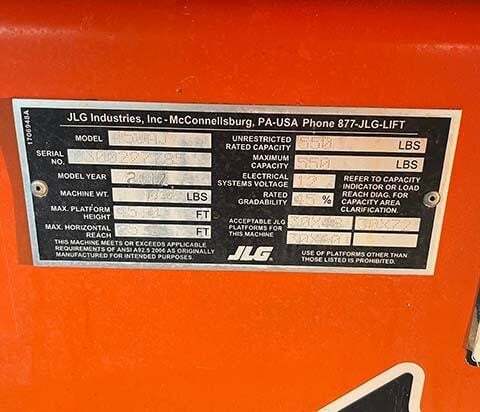 170694BA
JLG Industries, Inc - McConnellsburg, PA-USA Phone 877-JLG-LIFT
MODEL
SERIAL NO.
MODEL YEAR
MACHINE WT. LBS
MAX. PLATFORM HEIGHT FT
MAX. HORIZONTAL REACH FT
THIS MACHINE MEETS OR EXCEEDS APPLICABLE
REQUIREMENTS OF ANSI A92.5 2006 AS ORIGINALLY
MANUFACTURED FOR INTENDED PURPOSES.
UNRESTRICTED RATED CAPACITY 550 LBS
MAXIMUM CAPACITY 550 LBS
ELECTRICAL SYSTEMS VOLTAGE 12
RATED GRADABILITY 45 %
REFER TO CAPACITY
INDICATOR OR LOAD
REACH DIAG. FOR
CAPACITY AREA
CLARIFICATION.
ACCEPTABLE JLG
PLATFORMS FOR
THIS MACHINE
JLG
USE OF PLATFORMS OTHER THAN
THOSE LISTED IS PROHIBITED.